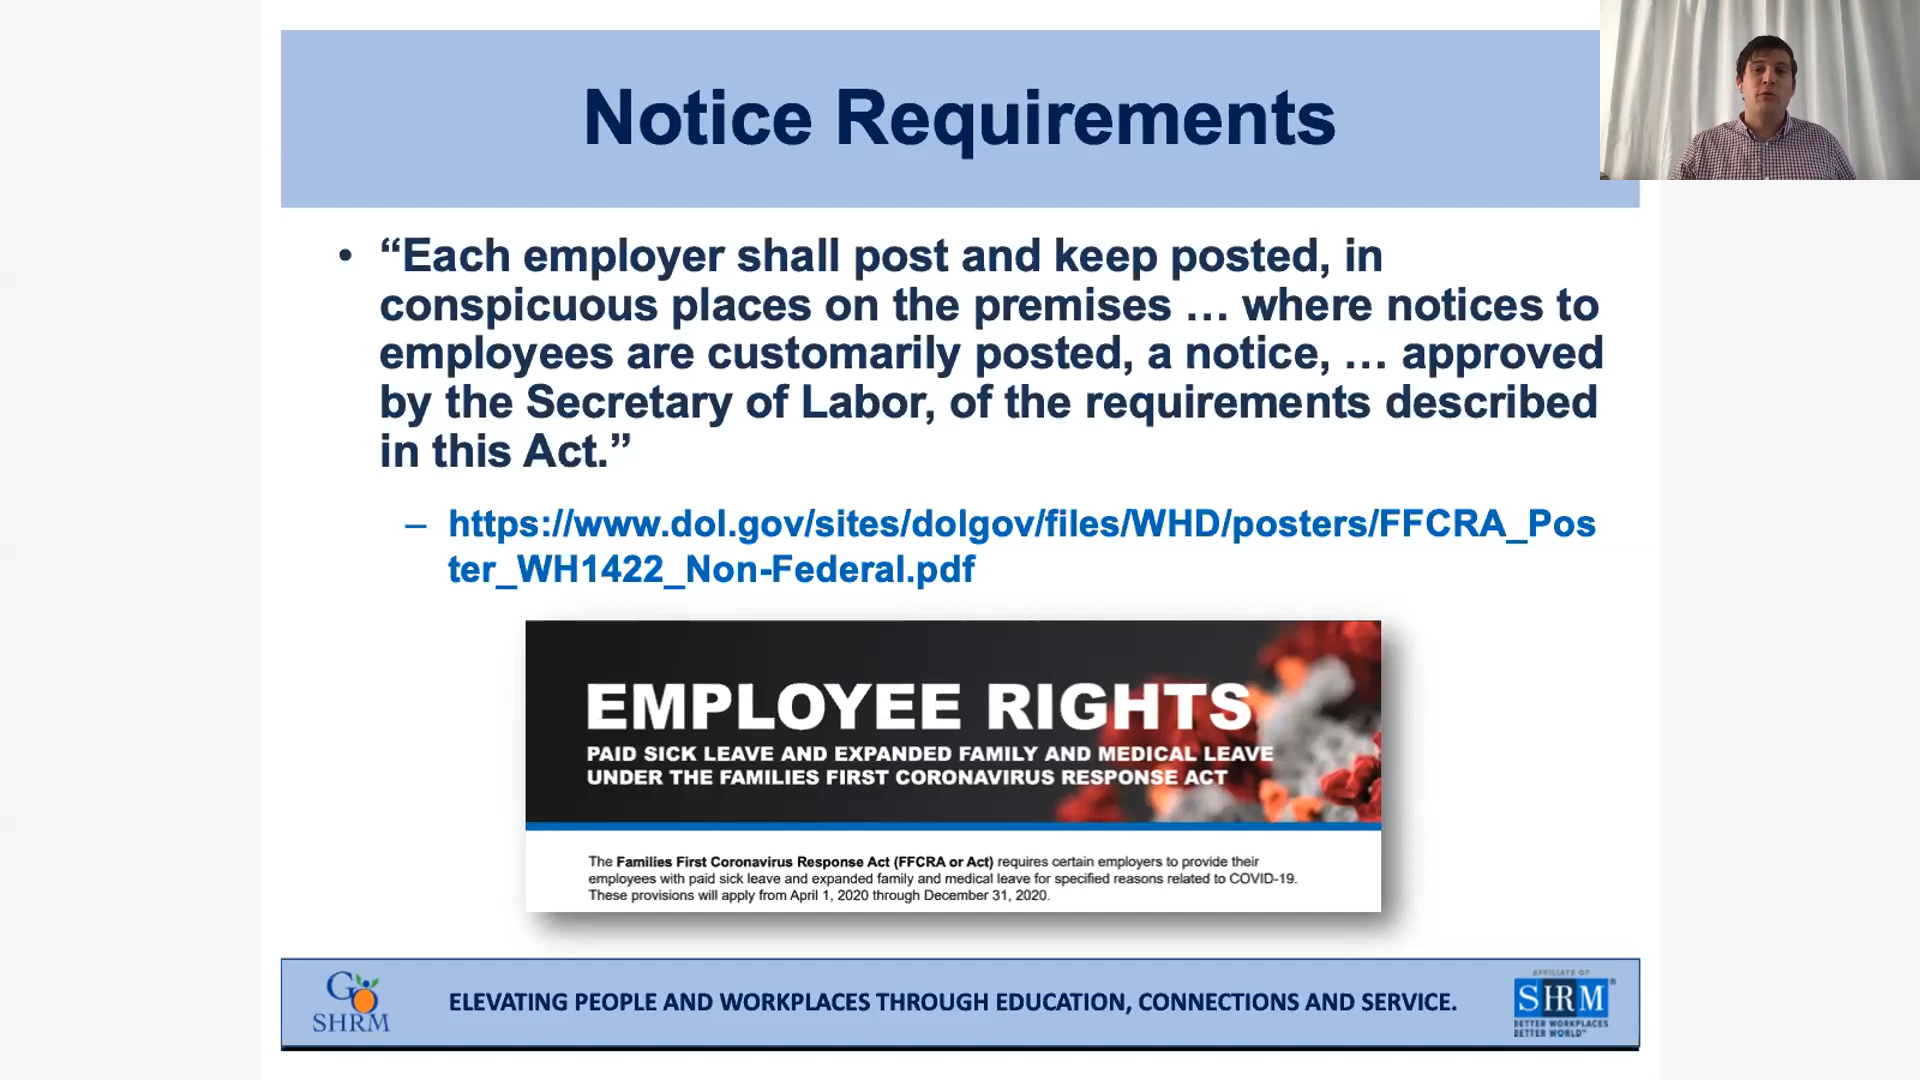 Notice Requirements
• “Each employer shall post and keep posted, in
conspicuous places on the premises … where notices to
employees are customarily posted, a notice, … approved
by the Secretary of Labor, of the requirements described
in this Act.”
– https://www.dol.gov/sites/dolgov/files/WHD/posters/FFCRA_Pos
ter_WH1422_Non-Federal.pdf
EMPLOYEE RIGHTS
PAID SICK LEAVE AND EXPANDED FAMILY AND MEDICAL LEAVE
UNDER THE FAMILIES FIRST CORONAVIRUS RESPONSE ACT
The Families First Coronavirus Response Act (FFCRA or Act) requires certain employers to provide their
employees with paid sick leave and expanded family and medical leave for specified reasons related to COVID-19.
These provisions will apply from April 1, 2020 through December 31, 2020.
GO
SHRM
ELEVATING PEOPLE AND WORKPLACES THROUGH EDUCATION, CONNECTIONS AND SERVICE.
AFFILIATE OF
SHRM®
BETTER WORKPLACES
BETTER WORLD™